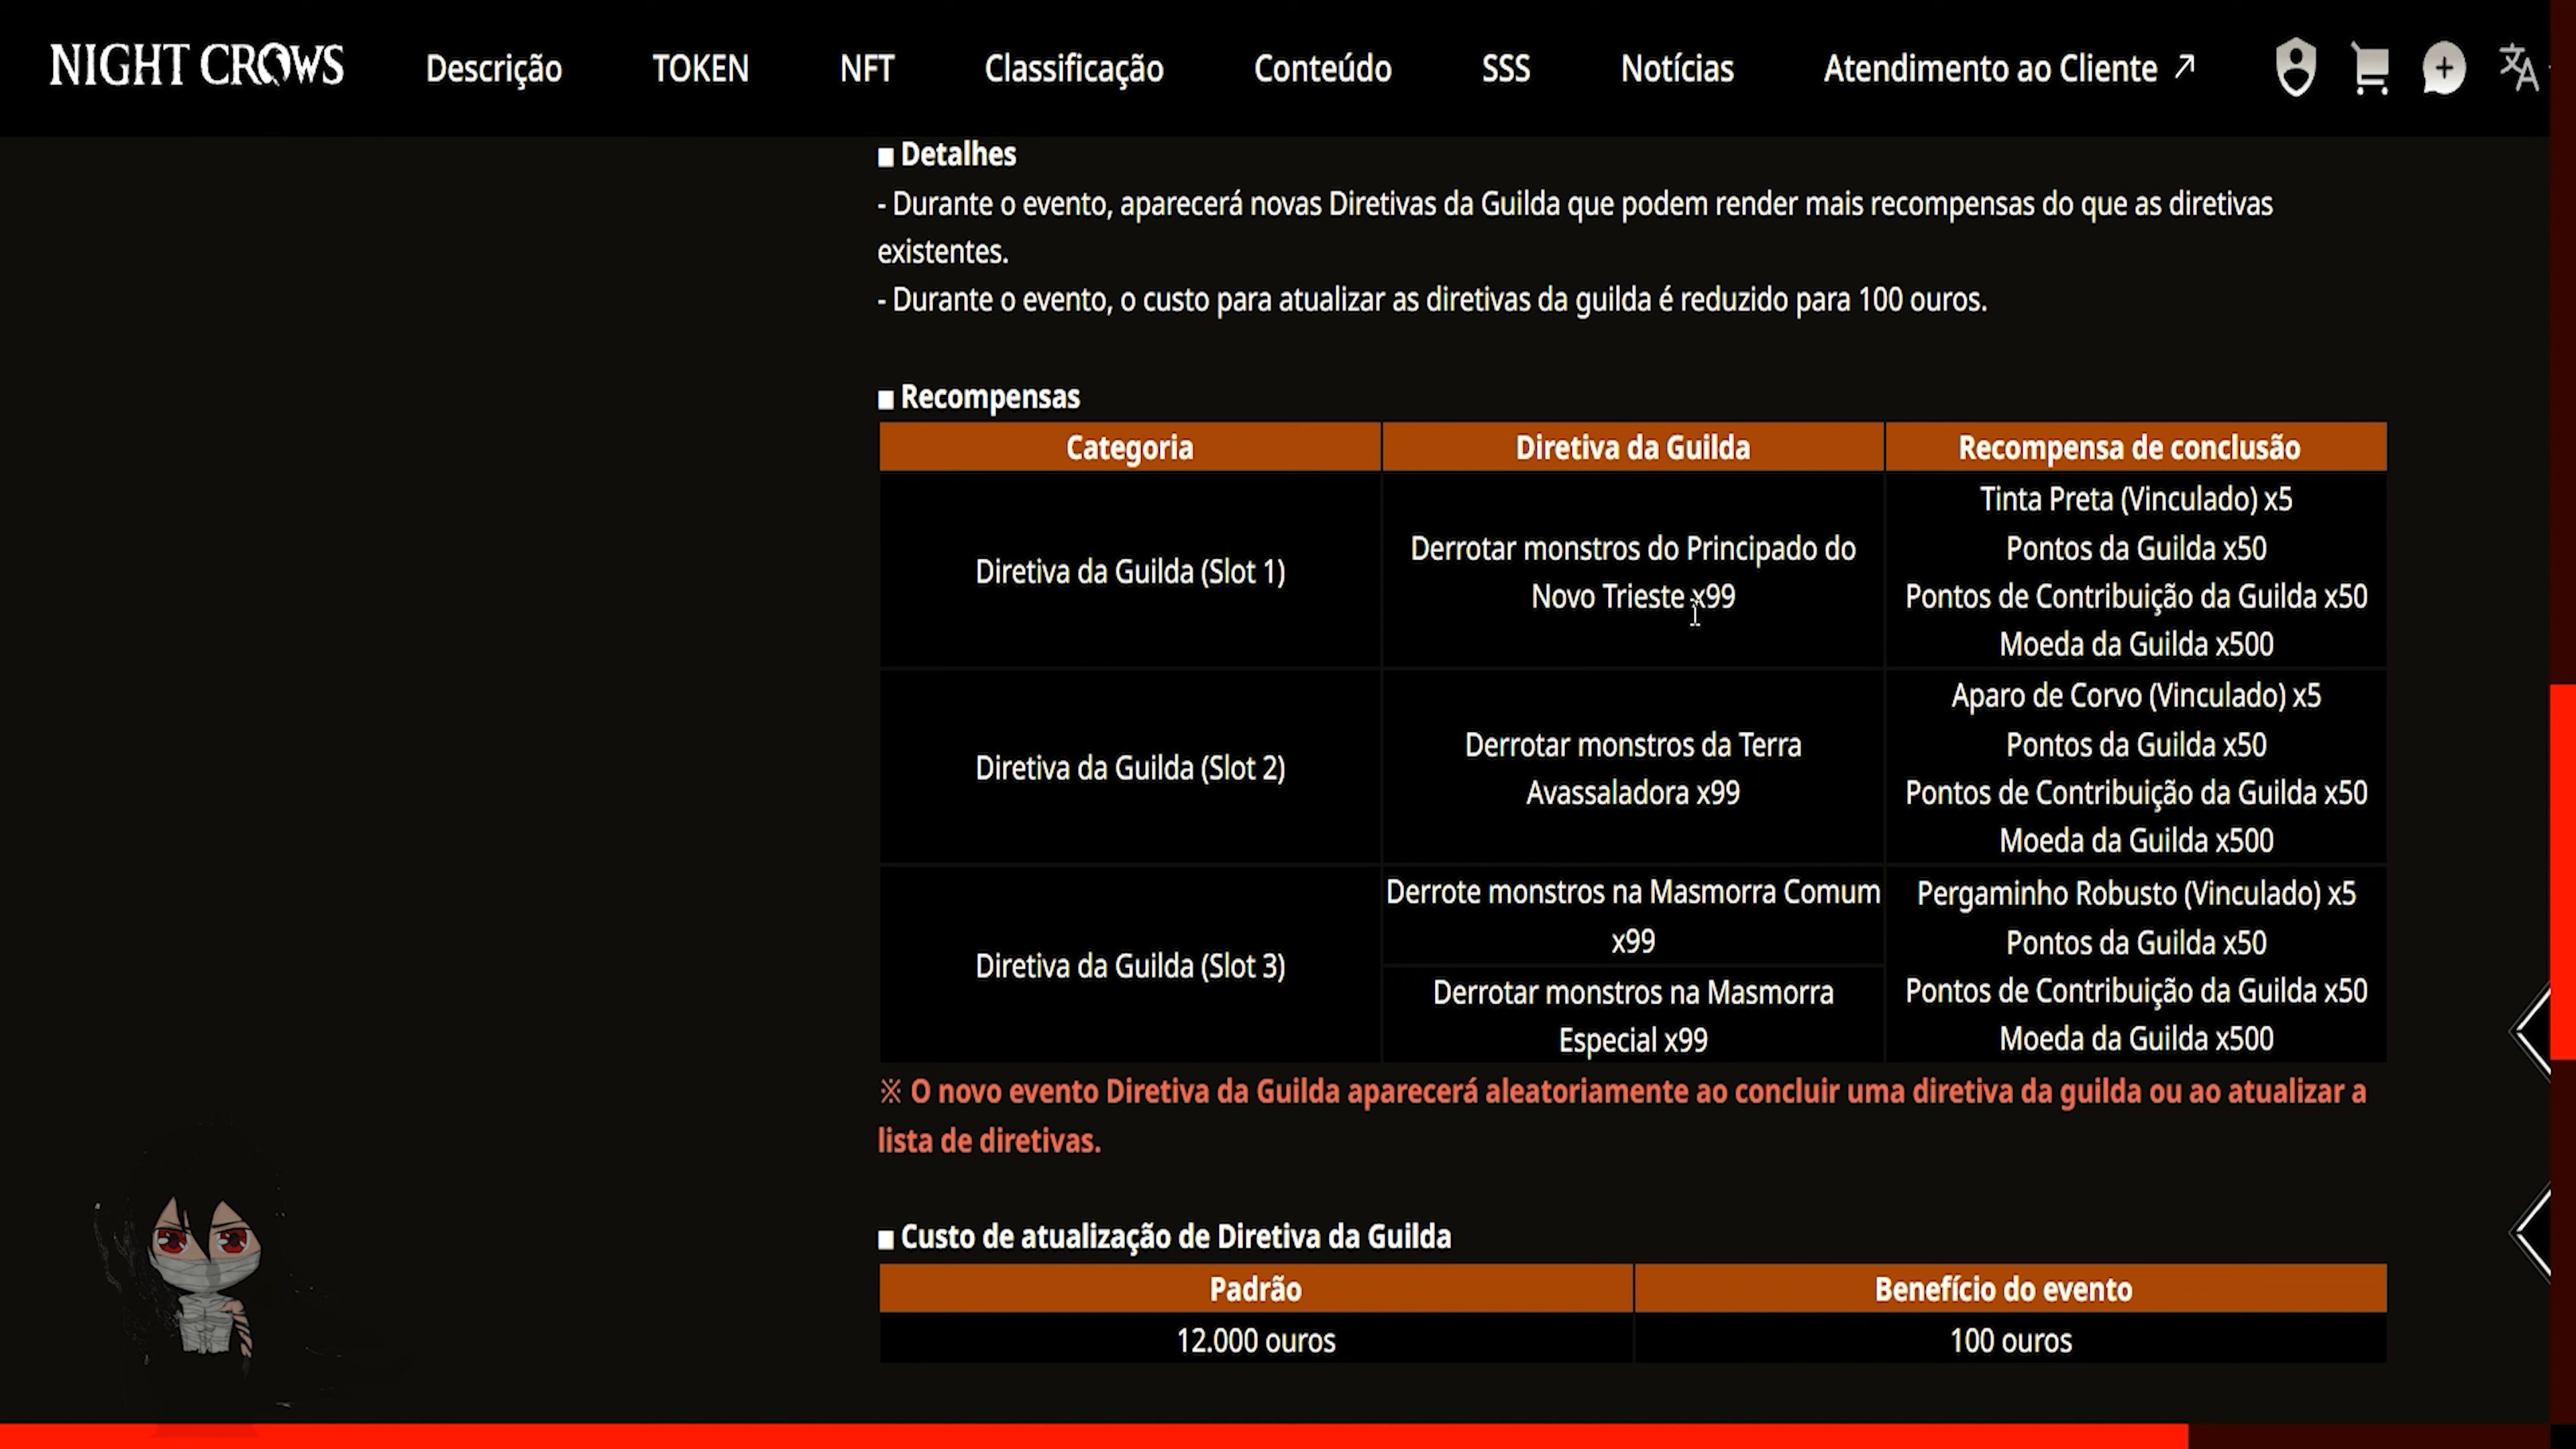 NIGHT CROWS
Descrição
TOKEN
NFT
Classificação
Conteúdo
SSS
Notícias
Atendimento ao Cliente ↗
■ Detalhes
- Durante o evento, aparecerá novas Diretivas da Guilda que podem render mais recompensas do que as diretivas
existentes.
- Durante o evento, o custo para atualizar as diretivas da guilda é reduzido para 100 ouros.
■ Recompensas
Categoria
Diretiva da Guilda
Recompensa de conclusão
Diretiva da Guilda (Slot 1)
Derrotar monstros do Principado do
Novo Trieste x99
Tinta Preta (Vinculado) x5
Pontos da Guilda x50
Pontos de Contribuição da Guilda x50
Moeda da Guilda x500
Diretiva da Guilda (Slot 2)
Derrotar monstros da Terra
Avassaladora x99
Aparo de Corvo (Vinculado) x5
Pontos da Guilda x50
Pontos de Contribuição da Guilda x50
Moeda da Guilda x500
Diretiva da Guilda (Slot 3)
Derrote monstros na Masmorra Comum
x99
Derrotar monstros na Masmorra
Especial x99
Pergaminho Robusto (Vinculado) x5
Pontos da Guilda x50
Pontos de Contribuição da Guilda x50
Moeda da Guilda x500
※ O novo evento Diretiva da Guilda aparecerá aleatoriamente ao concluir uma diretiva da guilda ou ao atualizar a
lista de diretivas.
■ Custo de atualização de Diretiva da Guilda
Padrão
Benefício do evento
12.000 ouros
100 ouros